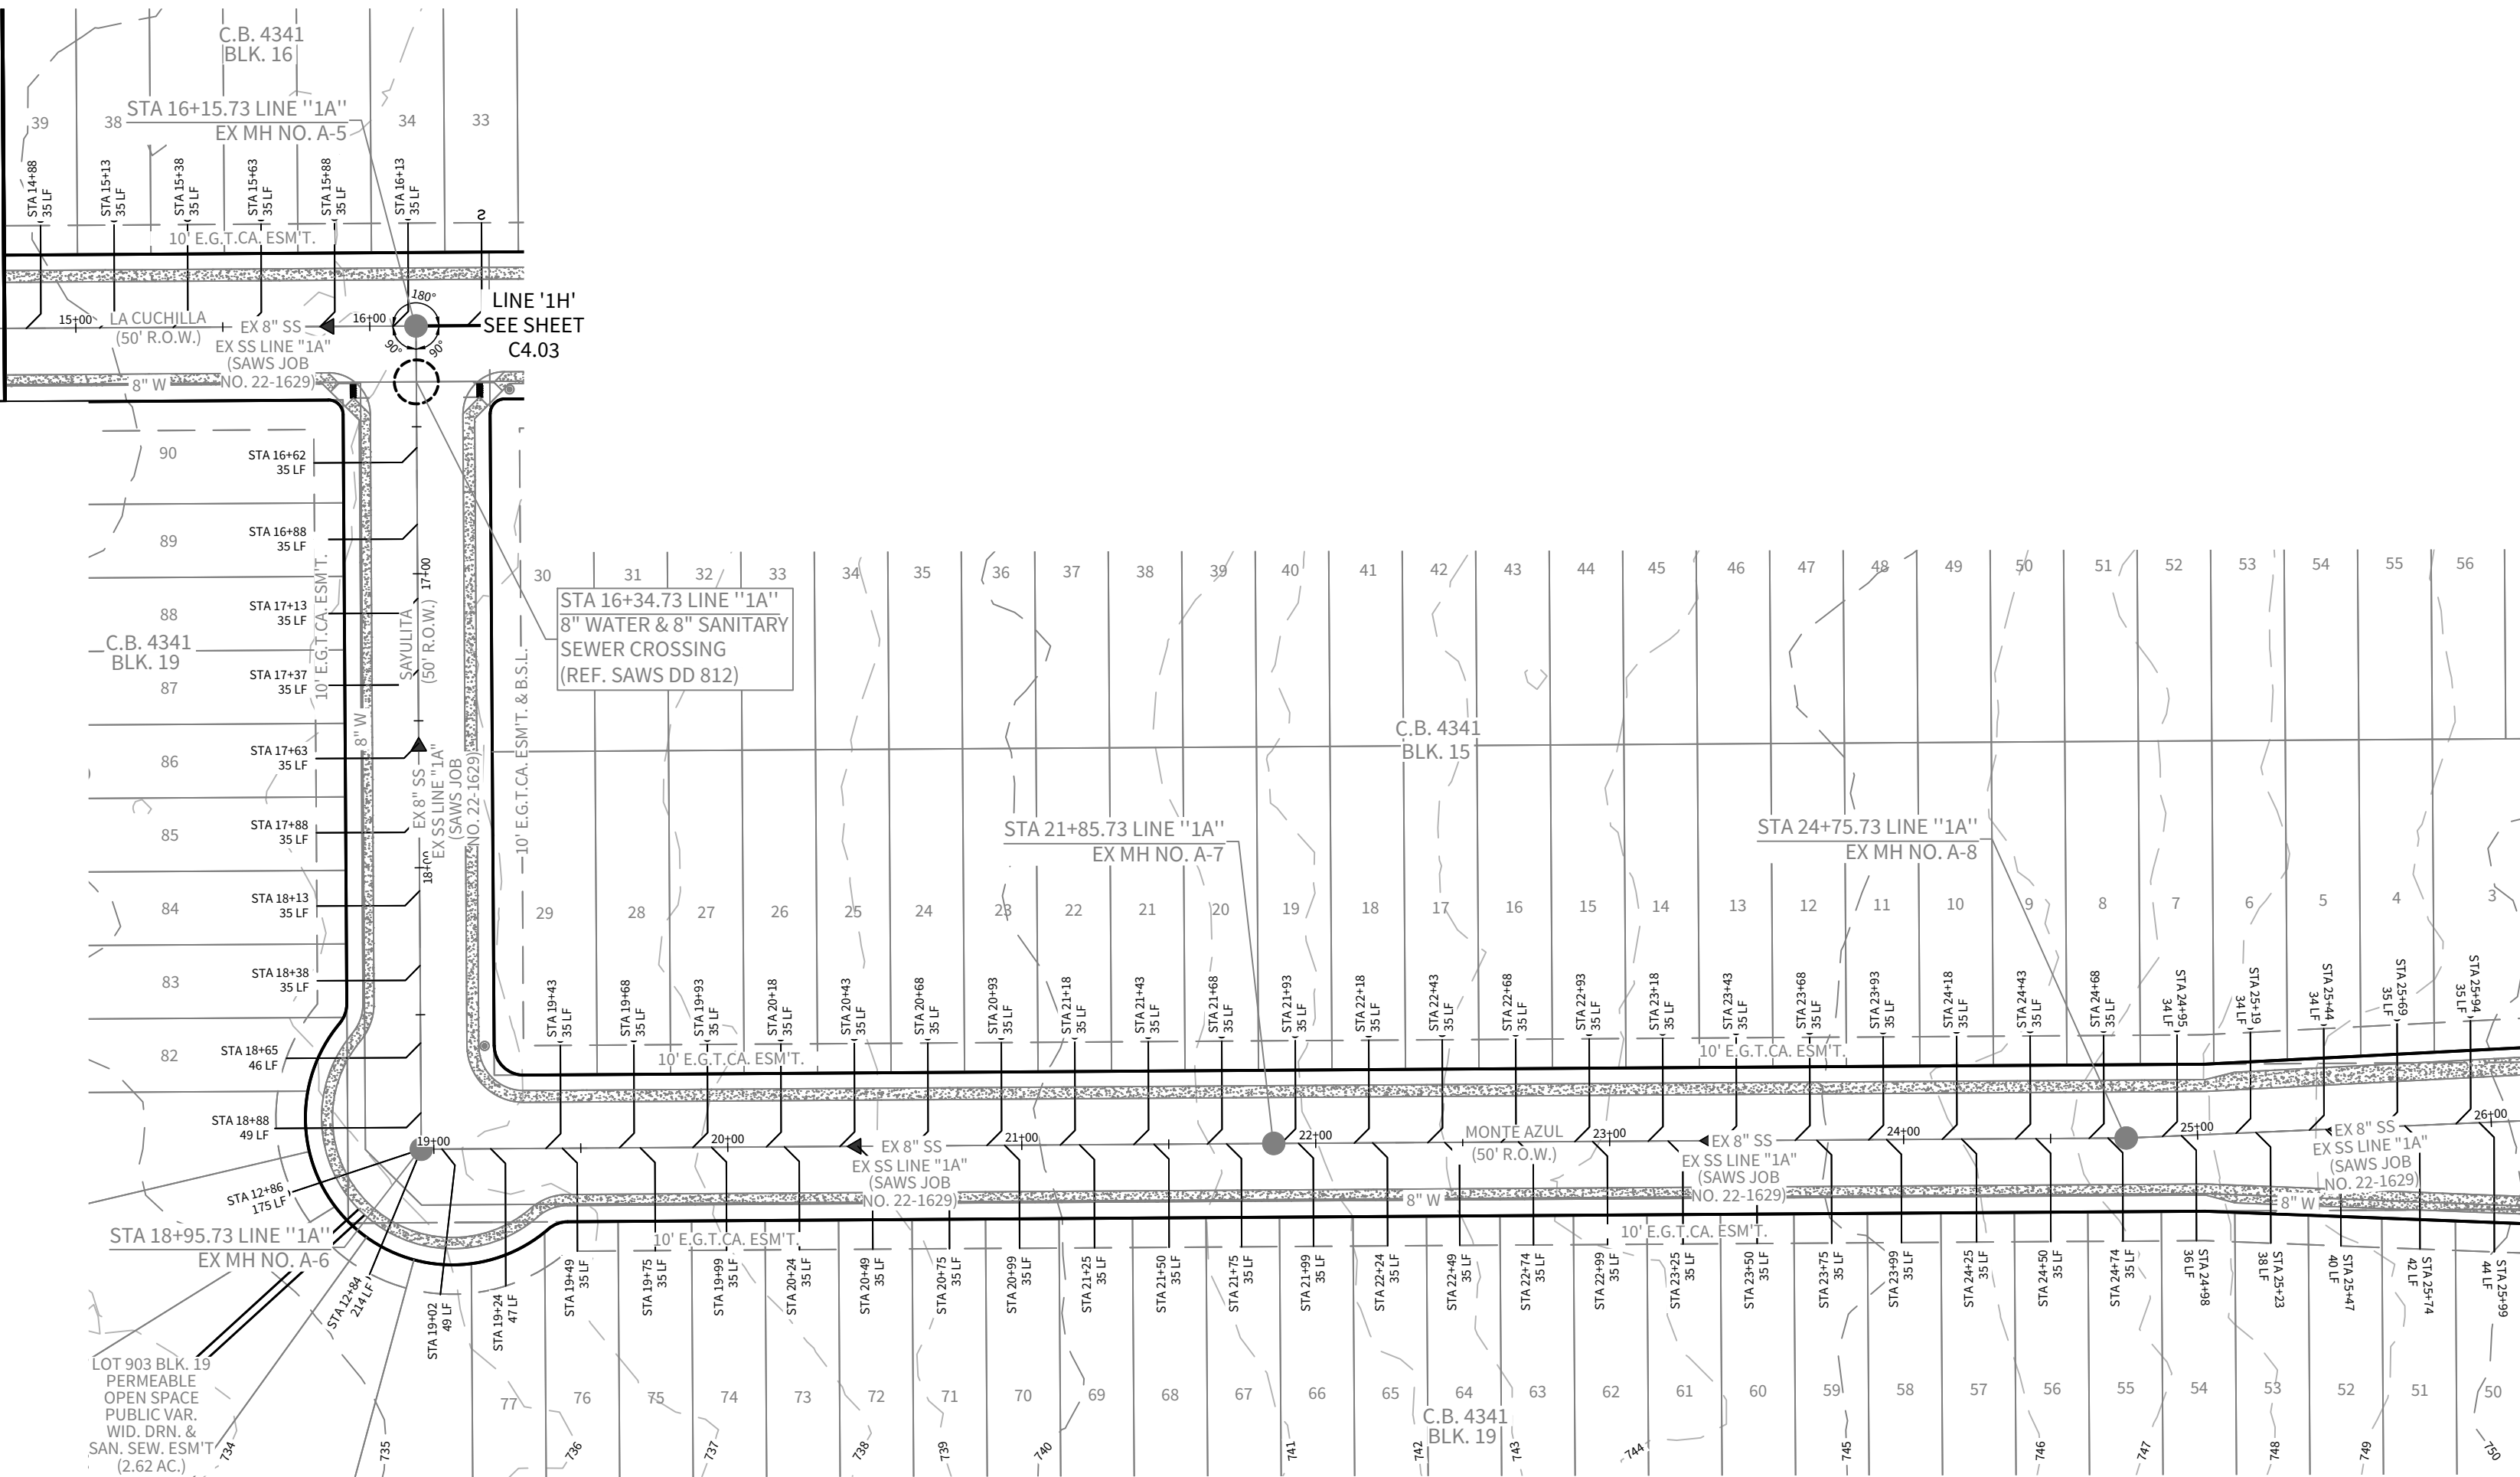 C.B. 4341
BLK. 16
STA 16+15.73 LINE ''1A''
EX MH NO. A-5
39
38
34
33
STA 14+88
35 LF
STA 15+13
35 LF
STA 15+38
35 LF
STA 15+63
35 LF
STA 15+88
35 LF
STA 16+13
35 LF
10' E.G.T.CA. ESM'T.
180°
90°
90°
LINE '1H'
SEE SHEET
C4.03
15+00
16+00
LA CUCHILLA
(50' R.O.W.)
EX 8" SS
EX SS LINE "1A"
(SAWS JOB
NO. 22-1629)
8" W
90
STA 16+62
35 LF
89
STA 16+88
35 LF
88
STA 17+13
35 LF
C.B. 4341
BLK. 19
87
STA 17+37
35 LF
86
STA 17+63
35 LF
85
STA 17+88
35 LF
84
STA 18+13
35 LF
83
STA 18+38
35 LF
82
STA 18+65
46 LF
STA 18+88
49 LF
10' E.G.T.CA. ESM'T.
8" W
SAYULITA
(50' R.O.W.)
17+00
18+00
EX 8" SS
EX SS LINE "1A"
(SAWS JOB
NO. 22-1629)
10' E.G.T.CA. ESM'T. & B.S.L.
STA 16+34.73 LINE ''1A''
8" WATER & 8" SANITARY
SEWER CROSSING
(REF. SAWS DD 812)
30
31
32
33
34
35
36
37
38
39
40
41
42
43
44
45
46
47
48
49
50
51
52
53
54
55
56
C.B. 4341
BLK. 15
STA 21+85.73 LINE ''1A''
EX MH NO. A-7
STA 24+75.73 LINE ''1A''
EX MH NO. A-8
29
28
27
26
25
24
23
22
21
20
19
18
17
16
15
14
13
12
11
10
9
8
7
6
5
4
3
STA 19+43
35 LF
STA 19+68
35 LF
STA 19+93
35 LF
STA 20+18
35 LF
STA 20+43
35 LF
STA 20+68
35 LF
STA 20+93
35 LF
STA 21+18
35 LF
STA 21+43
35 LF
STA 21+68
35 LF
STA 21+93
35 LF
STA 22+18
35 LF
STA 22+43
35 LF
STA 22+68
35 LF
STA 22+93
35 LF
STA 23+18
35 LF
STA 23+43
35 LF
STA 23+68
35 LF
STA 23+93
35 LF
STA 24+18
35 LF
STA 24+43
35 LF
STA 24+68
35 LF
STA 24+95
34 LF
STA 25+19
34 LF
STA 25+44
34 LF
STA 25+69
35 LF
STA 25+94
35 LF
10' E.G.T.CA. ESM'T.
10' E.G.T.CA. ESM'T.
19+00
20+00
21+00
22+00
23+00
24+00
25+00
26+00
EX 8" SS
EX SS LINE "1A"
(SAWS JOB
NO. 22-1629)
MONTE AZUL
(50' R.O.W.)
EX 8" SS
EX SS LINE "1A"
(SAWS JOB
NO. 22-1629)
EX 8" SS
EX SS LINE "1A"
(SAWS JOB
NO. 22-1629)
8" W
8" W
STA 12+86
175 LF
STA 18+95.73 LINE ''1A''
EX MH NO. A-6
STA 12+84
214 LF
STA 19+02
49 LF
STA 19+24
47 LF
10' E.G.T.CA. ESM'T.
10' E.G.T.CA. ESM'T.
STA 19+49
35 LF
STA 19+75
35 LF
STA 19+99
35 LF
STA 20+24
35 LF
STA 20+49
35 LF
STA 20+75
35 LF
STA 20+99
35 LF
STA 21+25
35 LF
STA 21+50
35 LF
STA 21+75
35 LF
STA 21+99
35 LF
STA 22+24
35 LF
STA 22+49
35 LF
STA 22+74
35 LF
STA 22+99
35 LF
STA 23+25
35 LF
STA 23+50
35 LF
STA 23+75
35 LF
STA 23+99
35 LF
STA 24+25
35 LF
STA 24+50
35 LF
STA 24+74
35 LF
STA 24+98
36 LF
STA 25+23
38 LF
STA 25+47
40 LF
STA 25+74
42 LF
STA 25+99
44 LF
LOT 903 BLK. 19
PERMEABLE
OPEN SPACE
PUBLIC VAR.
WID. DRN. &
SAN. SEW. ESM'T
(2.62 AC.)
77
76
75
74
73
72
71
70
69
68
67
66
65
64
63
62
61
60
59
58
57
56
55
54
53
52
51
50
C.B. 4341
BLK. 19
734
735
736
737
738
739
740
741
742
743
744
745
746
747
748
749
750